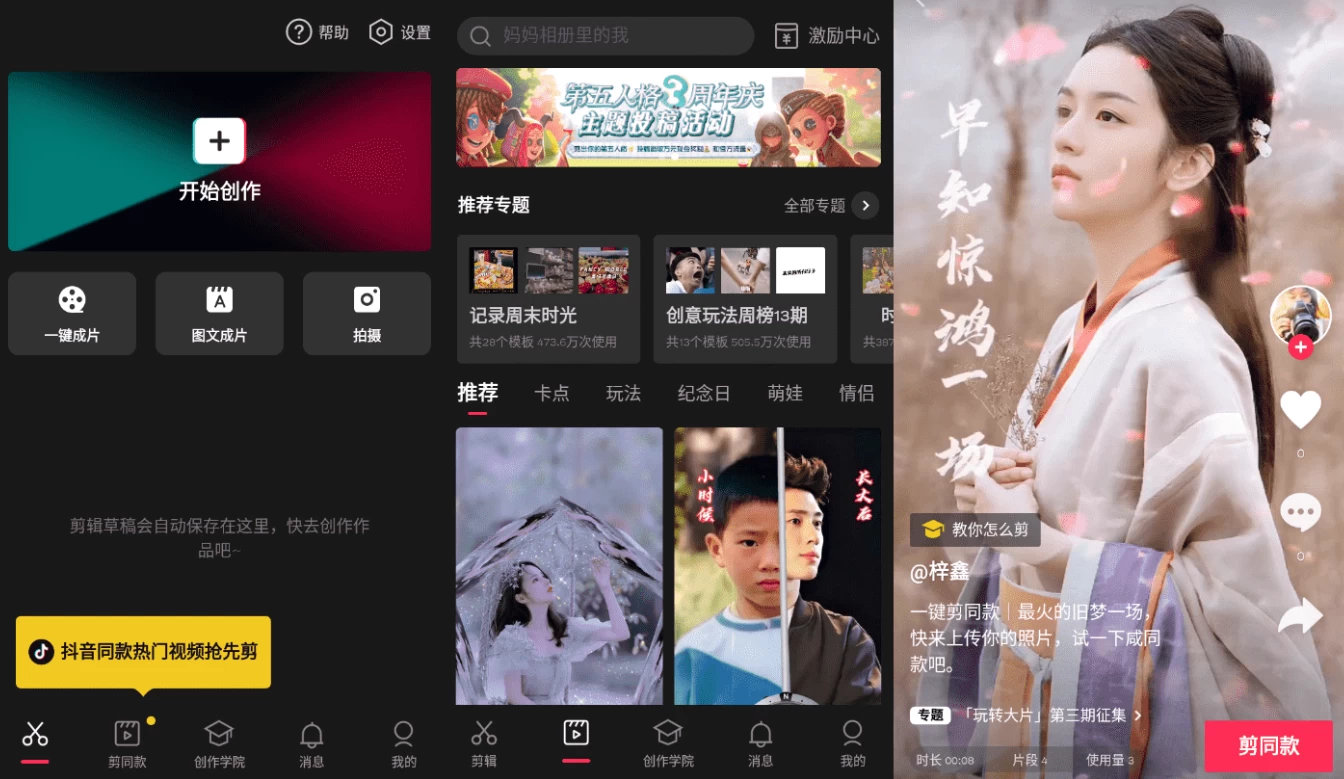 帮助
设置
开始创作
一键成片
图文成片
拍摄
剪辑草稿会自动保存在这里，快去创作作
品吧~
抖音同款热门视频抢先剪
剪同款
创作学院
消息
我的
妈妈相册里的我
激励中心
第五人格3周年庆
主题投稿活动
推荐专题
全部专题
记录周末时光
共28个模板 473.6万次使用
创意玩法周榜13期
共13个模板 505.5万次使用
时
共387
推荐
卡点
玩法
纪念日
萌娃
情侣
小时候
长大后
N
剪辑
创作学院
消息
我的
早知惊鸿一场
教你怎么剪
@梓鑫
一键剪同款｜最火的旧梦一场，
快来上传你的照片，试一下咸同
款吧。
专题
「玩转大片」第三期征集
0
0
时长 00:08
片段 4
使用量 3
剪同款